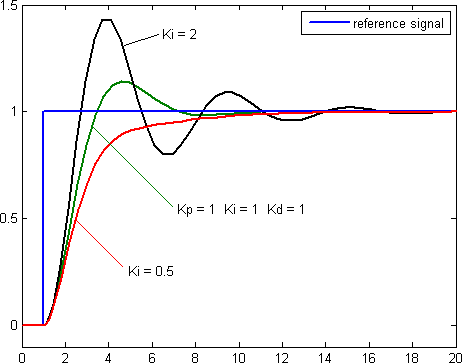 1.5
reference signal
Ki = 2
1
Kp = 1 Ki = 1 Kd = 1
0.5
Ki = 0.5
0
0 2 4 6 8 10 12 14 16 18 20